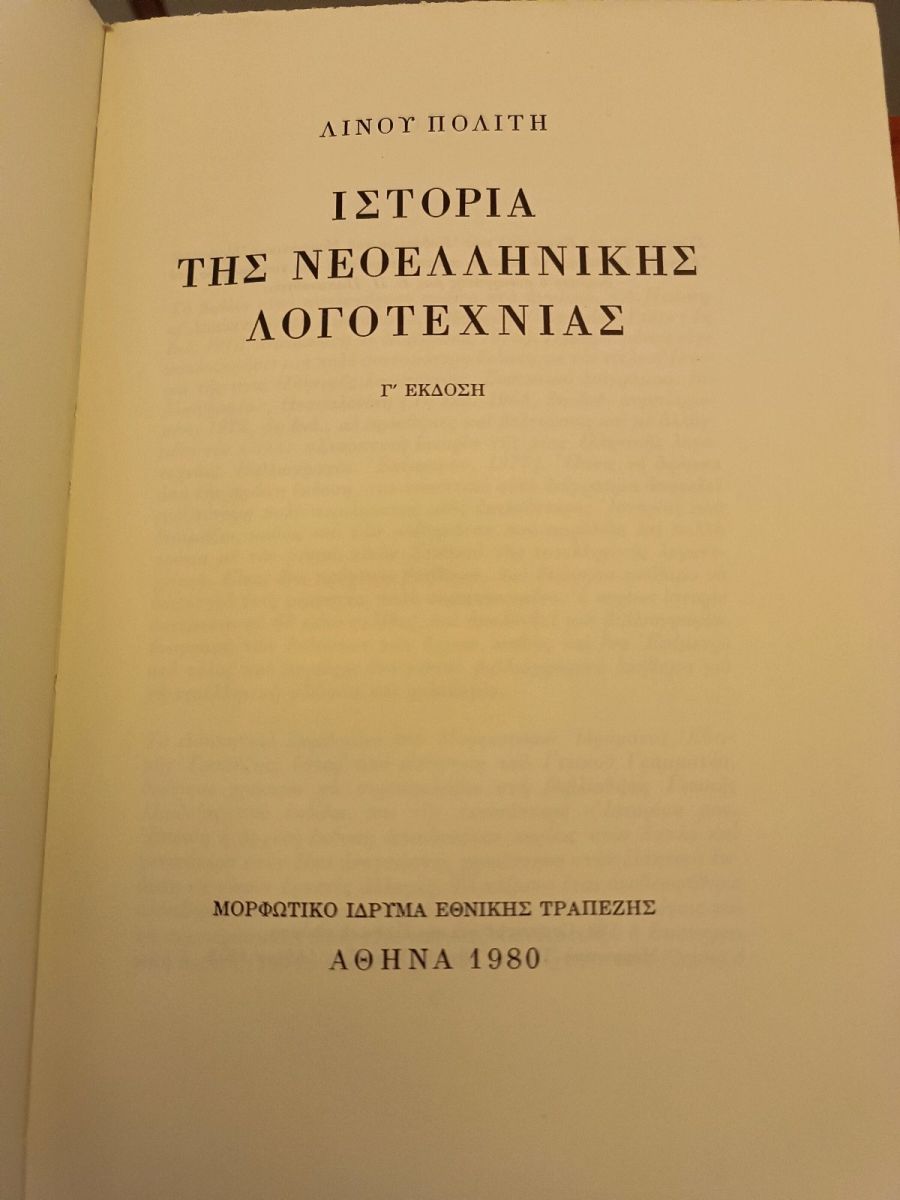 ΛΙΝΟΥ ΠΟΛΙΤΗ
ΙΣΤΟΡΙΑ
ΤΗΣ ΝΕΟΕΛΛΗΝΙΚΗΣ
ΛΟΓΟΤΕΧΝΙΑΣ
Γ' ΕΚΔΟΣΗ
ΜΟΡΦΩΤΙΚΟ ΙΔΡΥΜΑ ΕΘΝΙΚΗΣ ΤΡΑΠΕΖΗΣ
ΑΘΗΝΑ 1980